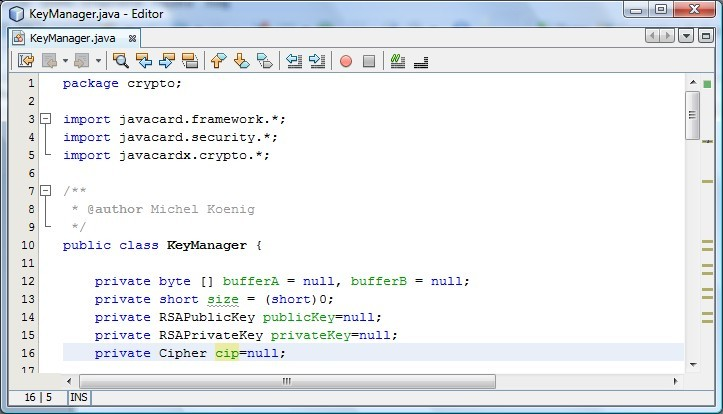 KeyManager.java - Editor
KeyManager.java
1 package crypto;
2
3 import javacard.framework.*;
4 import javacard.security.*;
5 import javacardx.crypto.*;
6
7 /**
8 * @author Michel Koenig
9 */
10 public class KeyManager {
11
12 private byte [] bufferA = null, bufferB = null;
13 private short size = (short)0;
14 private RSAPublicKey publicKey=null;
15 private RSAPrivateKey privateKey=null;
16 private Cipher cip=null;
17
16 | 5 INS